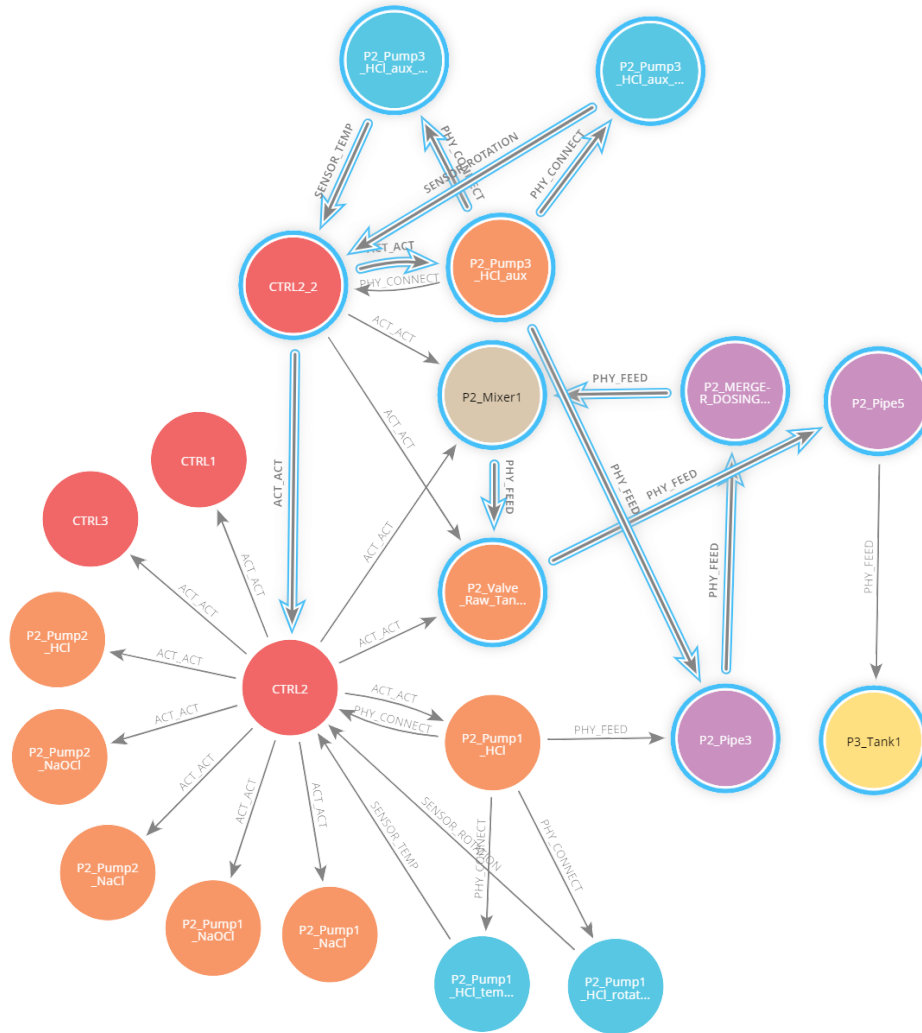 P2_Pump3
_HCl_aux_...
P2_Pump3
_HCl_aux_...
SENSOR_TEMP
PHY_CONNECT
SENSOR_ROTATION
PHY_CONNECT
CTRL2_2
ACT_ACT
PHY_CONNECT
P2_Pump3
_HCl_aux
ACT_ACT
P2_Mixer1
PHY_FEED
P2_MERGE-
R_DOSING...
P2_Pipe5
ACT_ACT
ACT_ACT
CTRL1
CTRL3
ACT_ACT
PHY_FEED
PHY_FEED
PHY_FEED
PHY_FEED
PHY_FEED
ACT_ACT
ACT_ACT
P2_Valve
_Raw_Tan...
P2_Pump2
_HCl
ACT_ACT
ACT_ACT
CTRL2
ACT_ACT
PHY_CONNECT
P2_Pump1
_HCl
PHY_FEED
P2_Pipe3
P3_Tank1
P2_Pump2
_NaOCl
ACT_ACT
ACT_ACT
ACT_ACT
ACT_ACT
SENSOR_TEMP
SENSOR_ROTATION
PHY_CONNECT
PHY_CONNECT
P2_Pump2
_NaCl
P2_Pump1
_NaOCl
P2_Pump1
_NaCl
P2_Pump1
_HCl_tem...
P2_Pump1
_HCl_rotat...